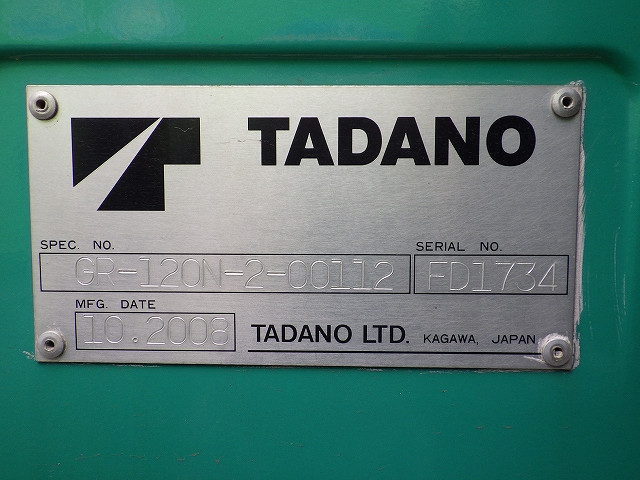 TADANO
SPEC. NO. SERIAL NO.
GR-120N-2-00112 FD1734
MFG. DATE
10.2008
TADANO LTD. KAGAWA, JAPAN